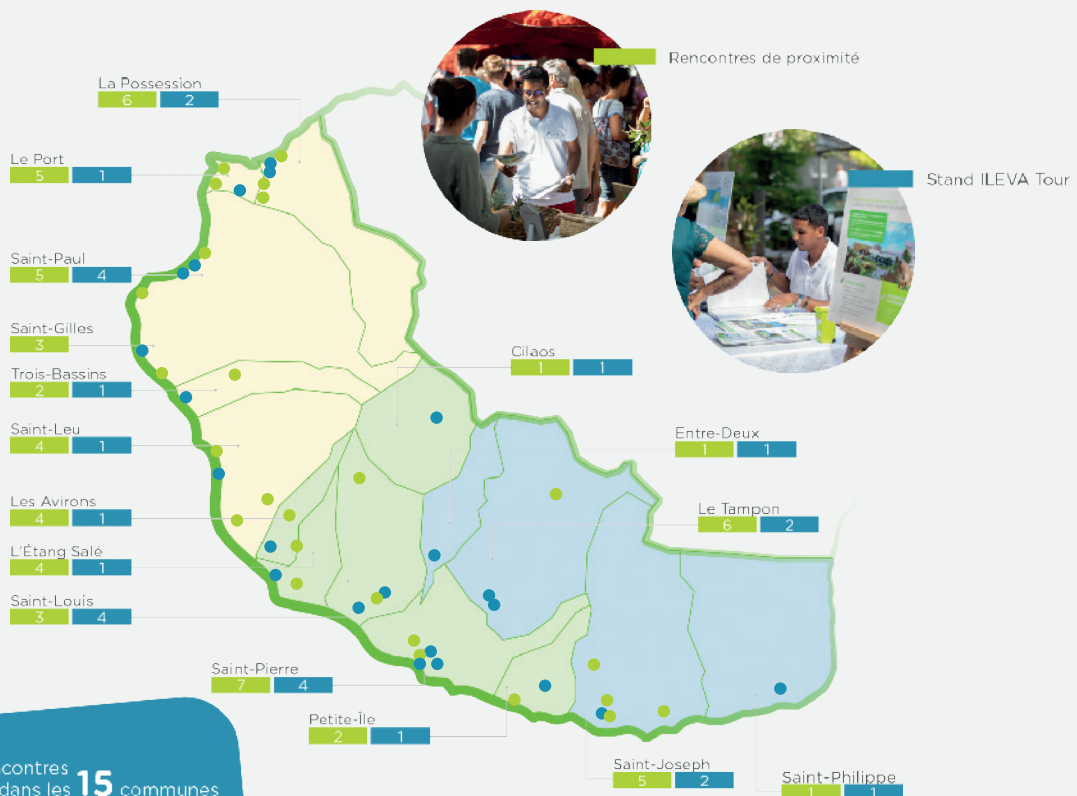 Rencontres de proximité
La Possession
6 2
Stand ILEVA Tour
Le Port
5 1
Saint-Paul
5 4
Saint-Gilles
3
Cilaos
1 1
Trois-Bassins
2 1
Saint-Leu
4 1
Entre-Deux
1 1
Les Avirons
4 1
Le Tampon
6 2
L'Étang Salé
4 1
Saint-Louis
3 4
Saint-Pierre
7 4
Petite-Île
2 1
Saint-Joseph
5 2
Saint-Philippe
1 1
contres
dans les 15 communes